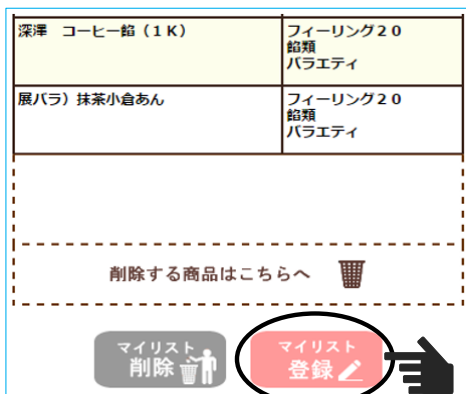 深澤　コーヒー餡（１Ｋ）
フィーリング２０
餡類
バラエティ
展バラ）抹茶小倉あん
フィーリング２０
餡類
バラエティ
削除する商品はこちらへ
マイリスト
削除
マイリスト
登録